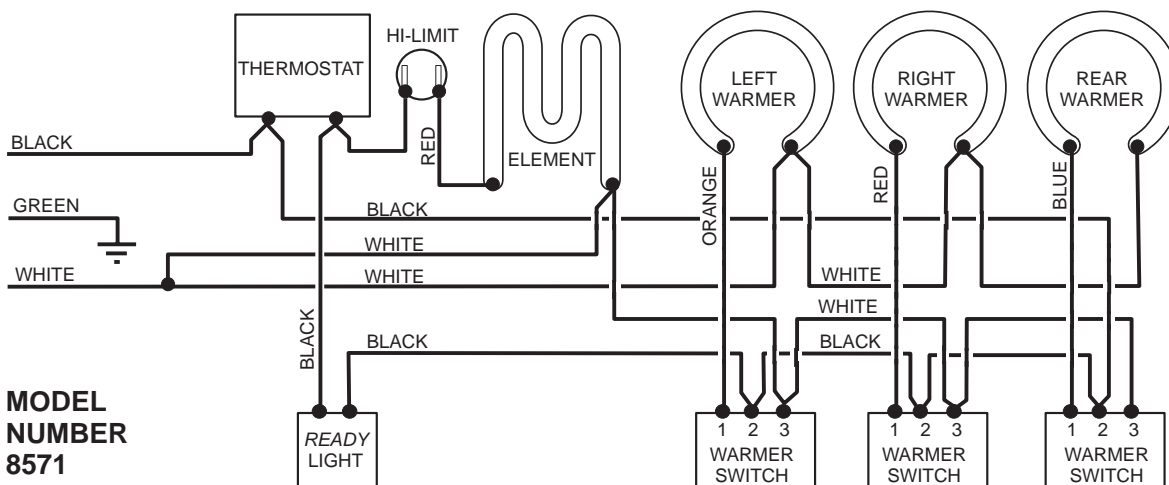 THERMOSTAT
HI-LIMIT
RED
ELEMENT
LEFT
WARMER
RIGHT
WARMER
REAR
WARMER
BLACK
GREEN
WHITE
BLACK
WHITE
WHITE
ORANGE
RED
BLUE
WHITE
WHITE
BLACK
BLACK
BLACK
MODEL
NUMBER
8571
READY
LIGHT
1 2 3
WARMER
SWITCH
1 2 3
WARMER
SWITCH
1 2 3
WARMER
SWITCH